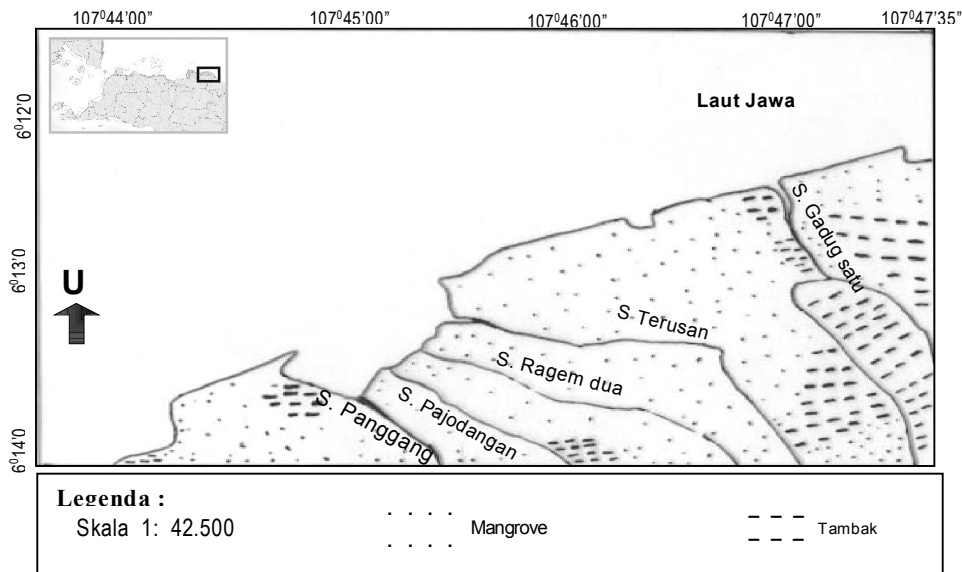 107⁰44'00" 107⁰45'00" 107⁰46'00" 107⁰47'00" 107⁰47'35"
6⁰12'0
Laut Jawa
S. Gadug satu
6⁰13'0
U
S. Terusan
S. Ragem dua
S. Pajodangan
S. Panggang
6⁰14'0
Legenda :
Skala 1: 42.500
Mangrove
Tambak